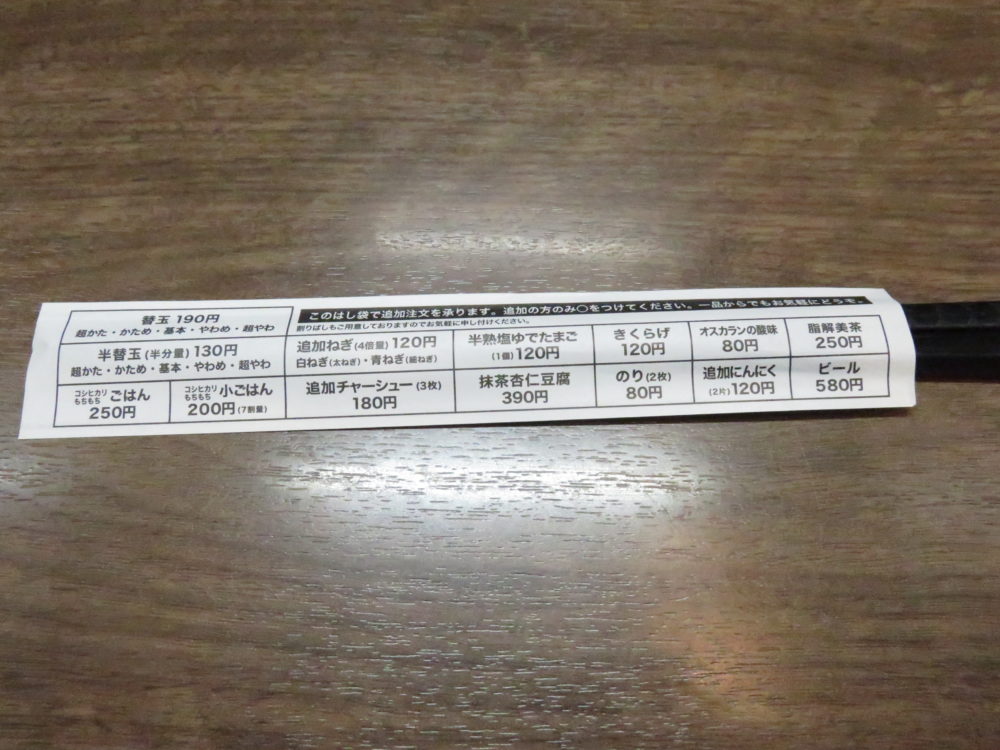 このはし袋で追加注文を承ります。追加の方のみ○をつけてください。一品からでもお気軽にどうぞ。
割りばしもご用意しておりますのでお気軽に申し付けください。
替玉 190円
超かた・かため・基本・やわめ・超やわ
半替玉(半分量)130円
超かた・かため・基本・やわめ・超やわ
コシヒカリ もちもち ごはん
250円
コシヒカリ もちもち 小ごはん
200円(7割量)
追加ねぎ(4倍量)120円
白ねぎ(太ねぎ)・青ねぎ(細ねぎ)
追加チャーシュー(3枚)
180円
半熟塩ゆでたまご
(1個)120円
抹茶杏仁豆腐
390円
きくらげ
120円
のり(2枚)
80円
オスカランの酸味
80円
追加にんにく
(2片)120円
脂解美茶
250円
ビール
580円